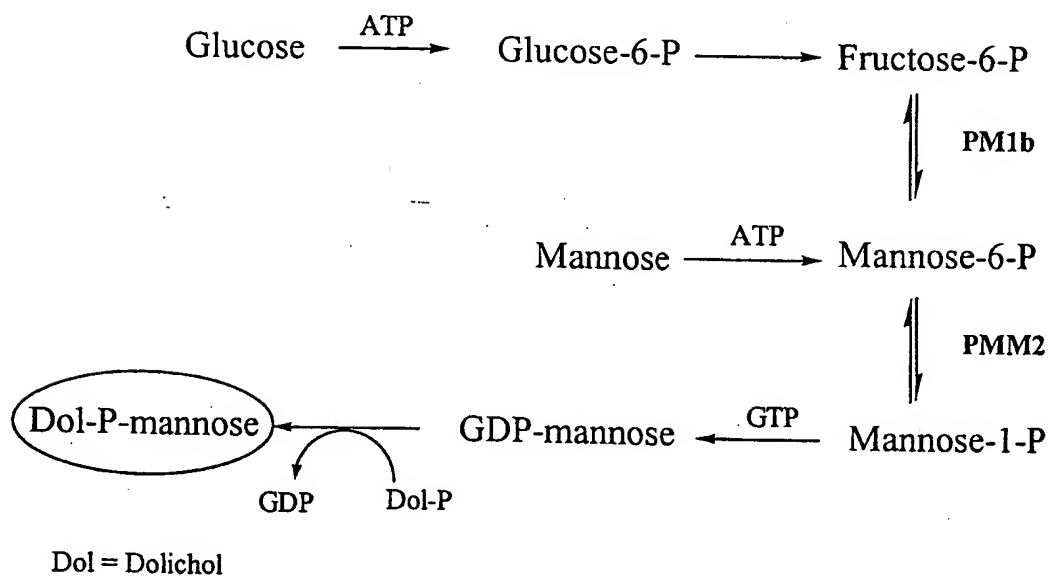 Glucose ATP Glucose-6-P Fructose-6-P
PM1b
Mannose ATP Mannose-6-P
PMM2
Dol-P-mannose GDP-mannose GTP Mannose-1-P
GDP Dol-P
Dol = Dolichol